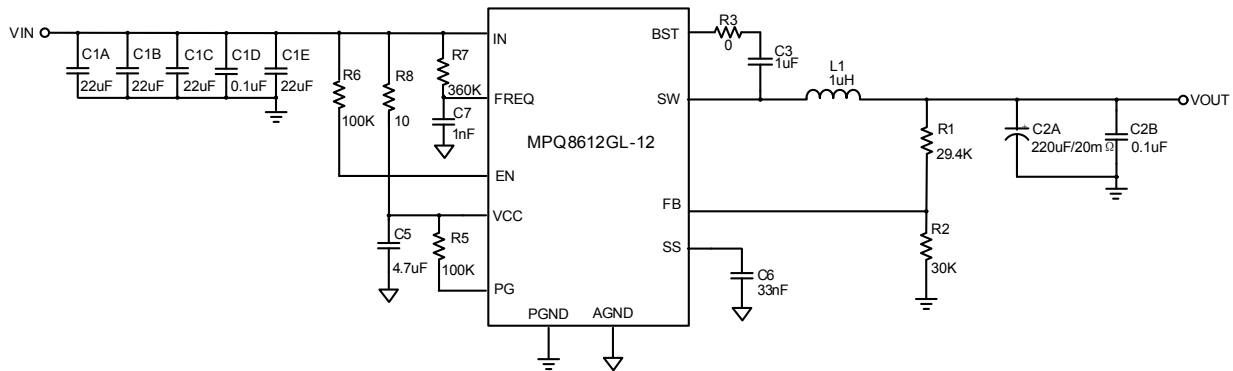 VIN
C1A
22uF
C1B
22uF
C1C
22uF
C1D
0.1uF
C1E
22uF
R6
100K
R8
10
R7
360K
C7
1nF
C5
4.7uF
R5
100K
IN
FREQ
EN
VCC
PG
MPQ8612GL-12
PGND
AGND
BST
SW
FB
SS
R3
0
C3
1uF
L1
1uH
R1
29.4K
R2
30K
C6
33nF
C2A
220uF/20mΩ
+
C2B
0.1uF
VOUT